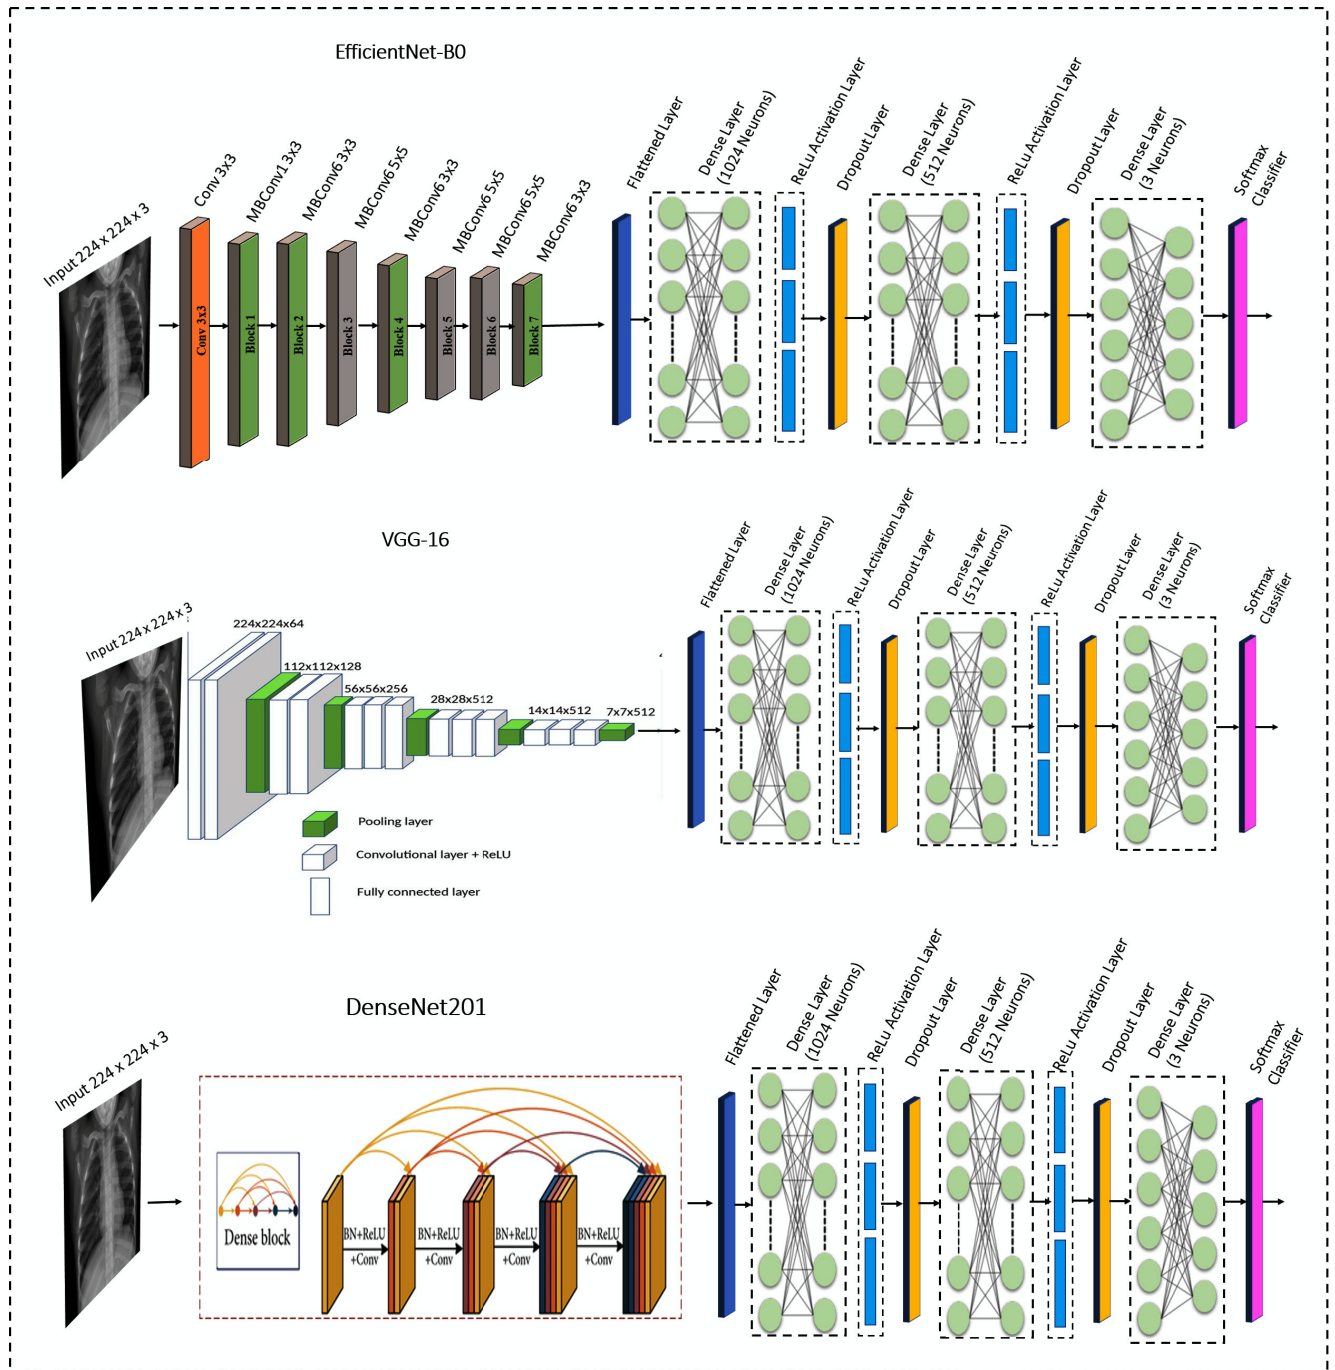 EfficientNet-B0
Input 224 x 224 x 3
Conv 3x3
MBConv1 3x3
MBConv6 3x3
MBConv6 5x5
MBConv6 3x3
MBConv6 5x5
MBConv6 5x5
MBConv6 3x3
Flattened Layer
Dense Layer
(1024 Neurons)
ReLu Activation Layer
Dropout Layer
Dense Layer
(512 Neurons)
ReLu Activation Layer
Dropout Layer
Dense Layer
(3 Neurons)
Softmax
Classifier
Conv 3x3
Block 1
Block 2
Block 3
Block 4
Block 5
Block 6
Block 7
VGG-16
Input 224 x 224 x 3
224x224x64
112x112x128
56x56x256
28x28x512
14x14x512
7x7x512
Flattened Layer
Dense Layer
(1024 Neurons)
ReLu Activation Layer
Dropout Layer
Dense Layer
(512 Neurons)
ReLu Activation Layer
Dropout Layer
Dense Layer
(3 Neurons)
Softmax
Classifier
Pooling layer
Convolutional layer + ReLU
Fully connected layer
DenseNet201
Input 224 x 224 x 3
Dense block
BN+ReLU
+Conv
BN+ReLU
+Conv
BN+ReLU
+Conv
BN+ReLU
+Conv
Flattened Layer
Dense Layer
(1024 Neurons)
ReLu Activation Layer
Dropout Layer
Dense Layer
(512 Neurons)
ReLu Activation Layer
Dropout Layer
Dense Layer
(3 Neurons)
Softmax
Classifier